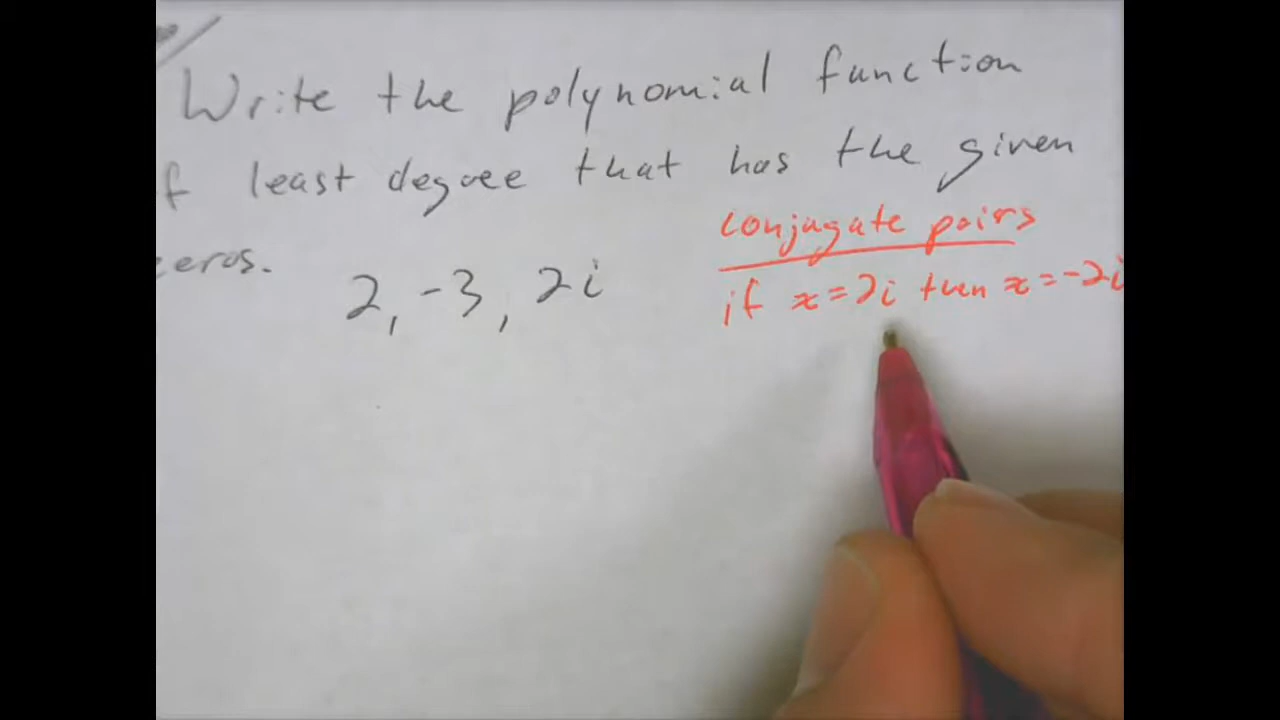 Write the polynomial function
f least degree that has the given
conjugate pairs
zeros. 2, -3, 2i
if x=2i then x=-2i